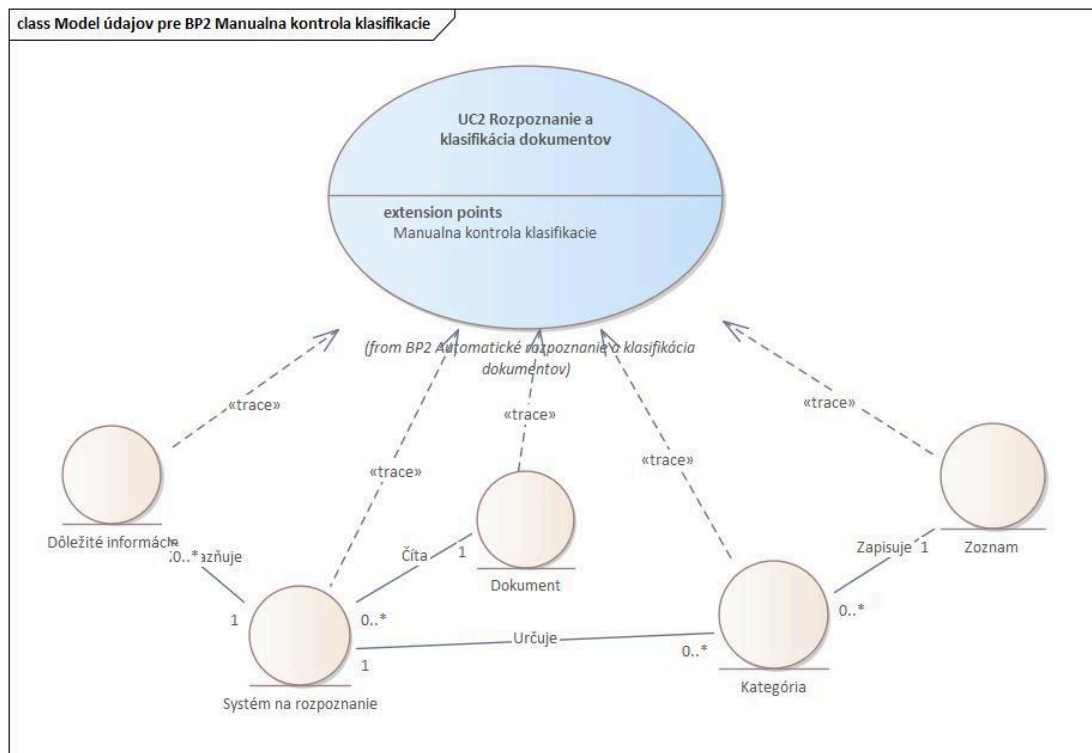 class Model údajov pre BP2 Manualna kontrola klasifikacie
UC2 Rozpoznanie a
klasifikácia dokumentov
extension points
Manualna kontrola klasifikacie
(from BP2 Automatické rozpoznanie a klasifikácia
dokumentov)
«trace»
«trace»
«trace»
«trace»
«trace»
Dôležité informácie
0..*
1
Systém na rozpoznanie
Číta
1
0..*
Dokument
Určuje
1
0..*
Kategória
Zapisuje
1
0..*
Zoznam